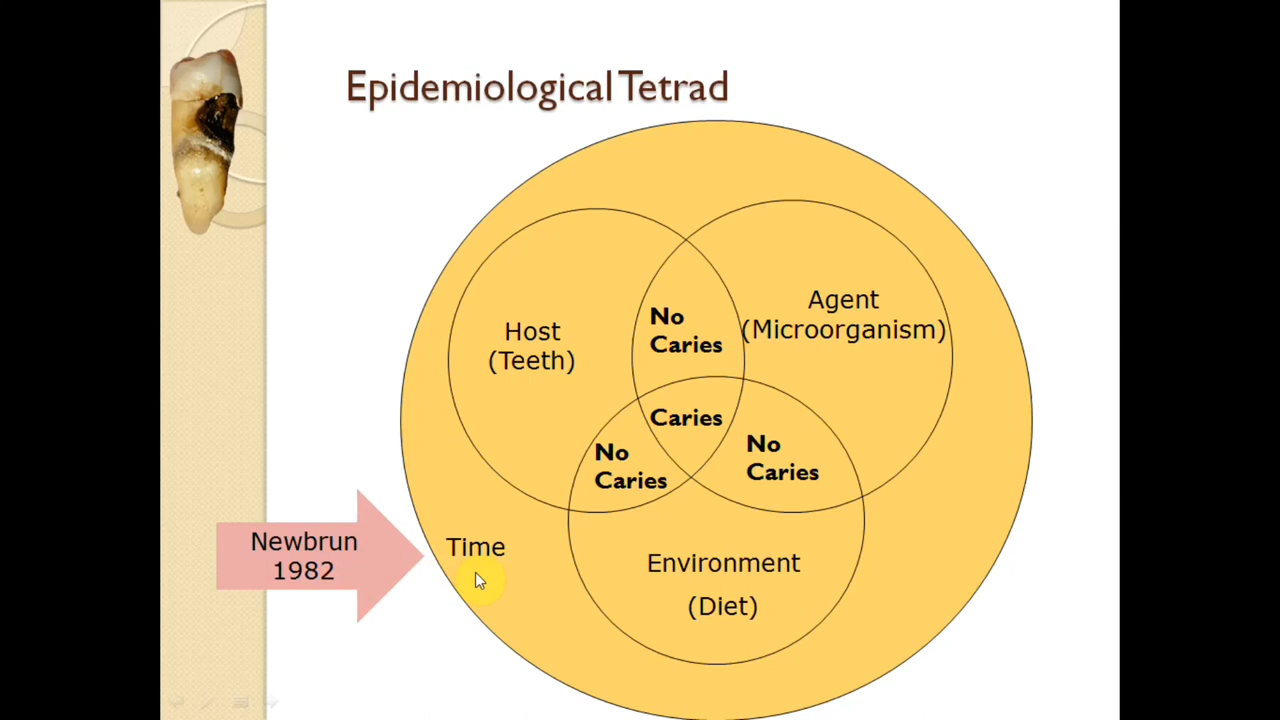 Epidemiological Tetrad
Host
(Teeth)
No
Caries
Agent
(Microorganism)
Caries
No
Caries
No
Caries
Newbrun
1982
Time
Environment
(Diet)